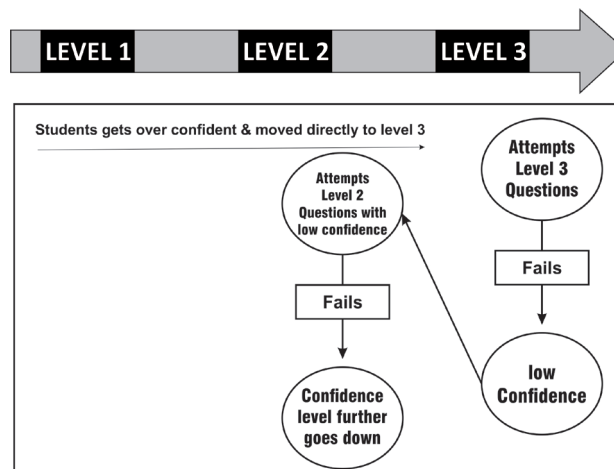 LEVEL 1
LEVEL 2
LEVEL 3
Students gets over confident & moved directly to level 3
Attempts
Level 3
Questions
Attempts
Level 2
Questions with
low confidence
Fails
Fails
low
Confidence
Confidence
level further
goes down